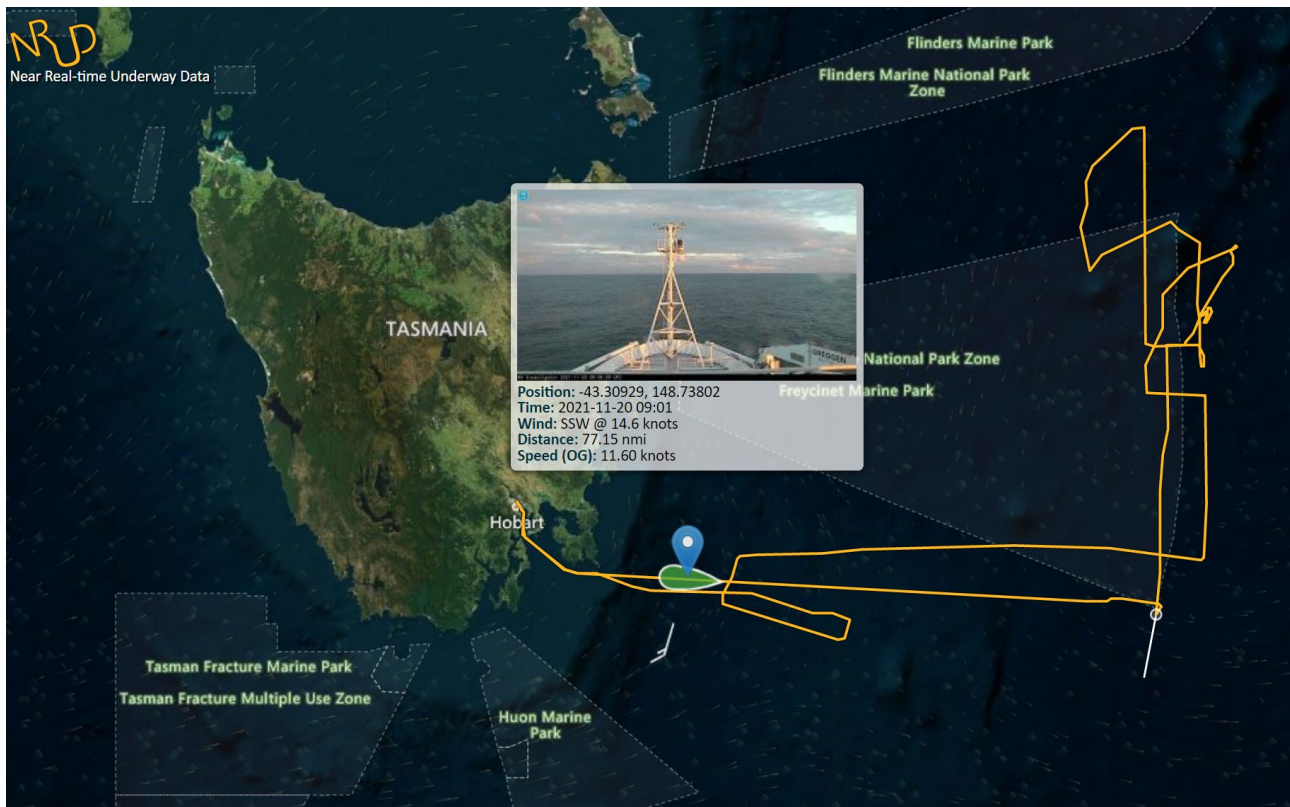 NRUD
Near Real-time Underway Data
Flinders Marine Park
Flinders Marine National Park
Zone
TASMANIA
Position: -43.30929, 148.73802
Time: 2021-11-20 09:01
Wind: SSW @ 14.6 knots
Distance: 77.15 nmi
Speed (OG): 11.60 knots
National Park Zone
Freycinet Marine Park
Hobart
Tasman Fracture Marine Park
Tasman Fracture Multiple Use Zone
Huon Marine
Park